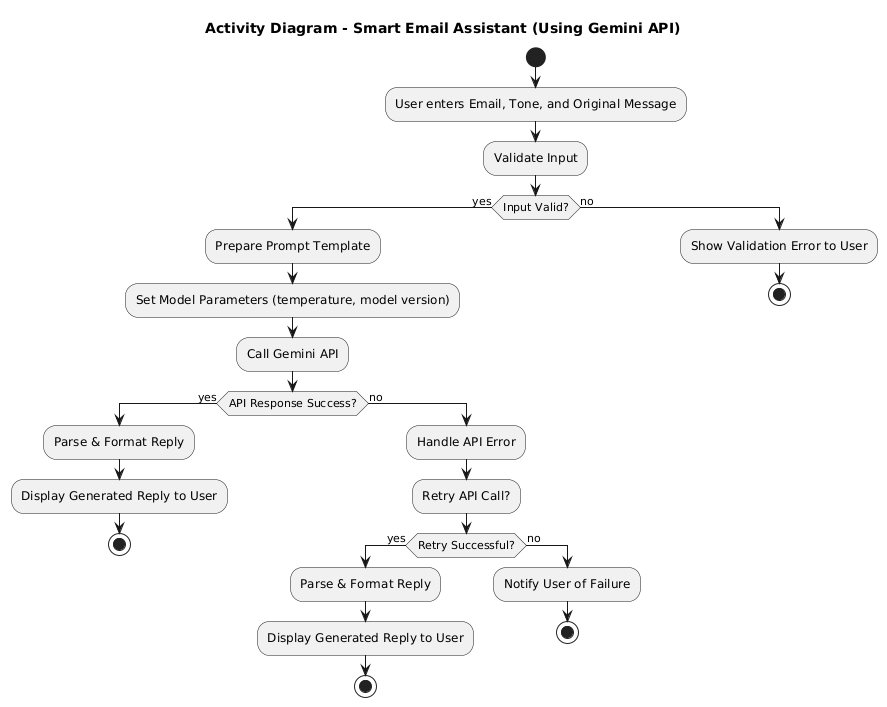 Activity Diagram - Smart Email Assistant (Using Gemini API)
User enters Email, Tone, and Original Message
Validate Input
yes
Input Valid?
no
Prepare Prompt Template
Show Validation Error to User
Set Model Parameters (temperature, model version)
Call Gemini API
yes
API Response Success?
no
Parse & Format Reply
Handle API Error
Display Generated Reply to User
Retry API Call?
yes
Retry Successful?
no
Parse & Format Reply
Notify User of Failure
Display Generated Reply to User